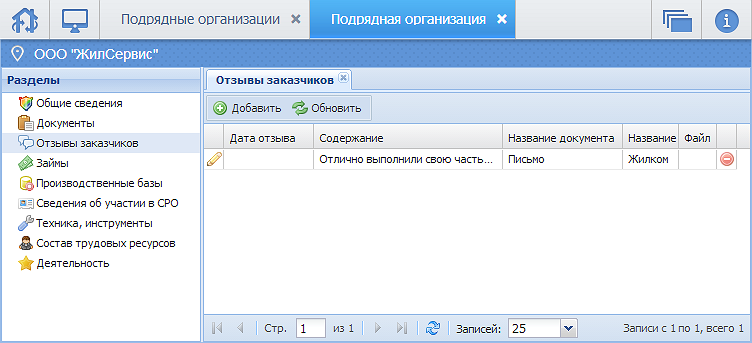 Подрядные организации
Подрядная организация
ООО "ЖилСервис"
Разделы
Общие сведения
Документы
Отзывы заказчиков
Займы
Производственные базы
Сведения об участии в СРО
Техника, инструменты
Состав трудовых ресурсов
Деятельность
Отзывы заказчиков
Добавить Обновить
Дата отзыва Содержание Название документа Название Файл
Отлично выполнили свою часть... Письмо Жилком
Стр. 1 из 1 Записей: 25 Записи с 1 по 1, всего 1